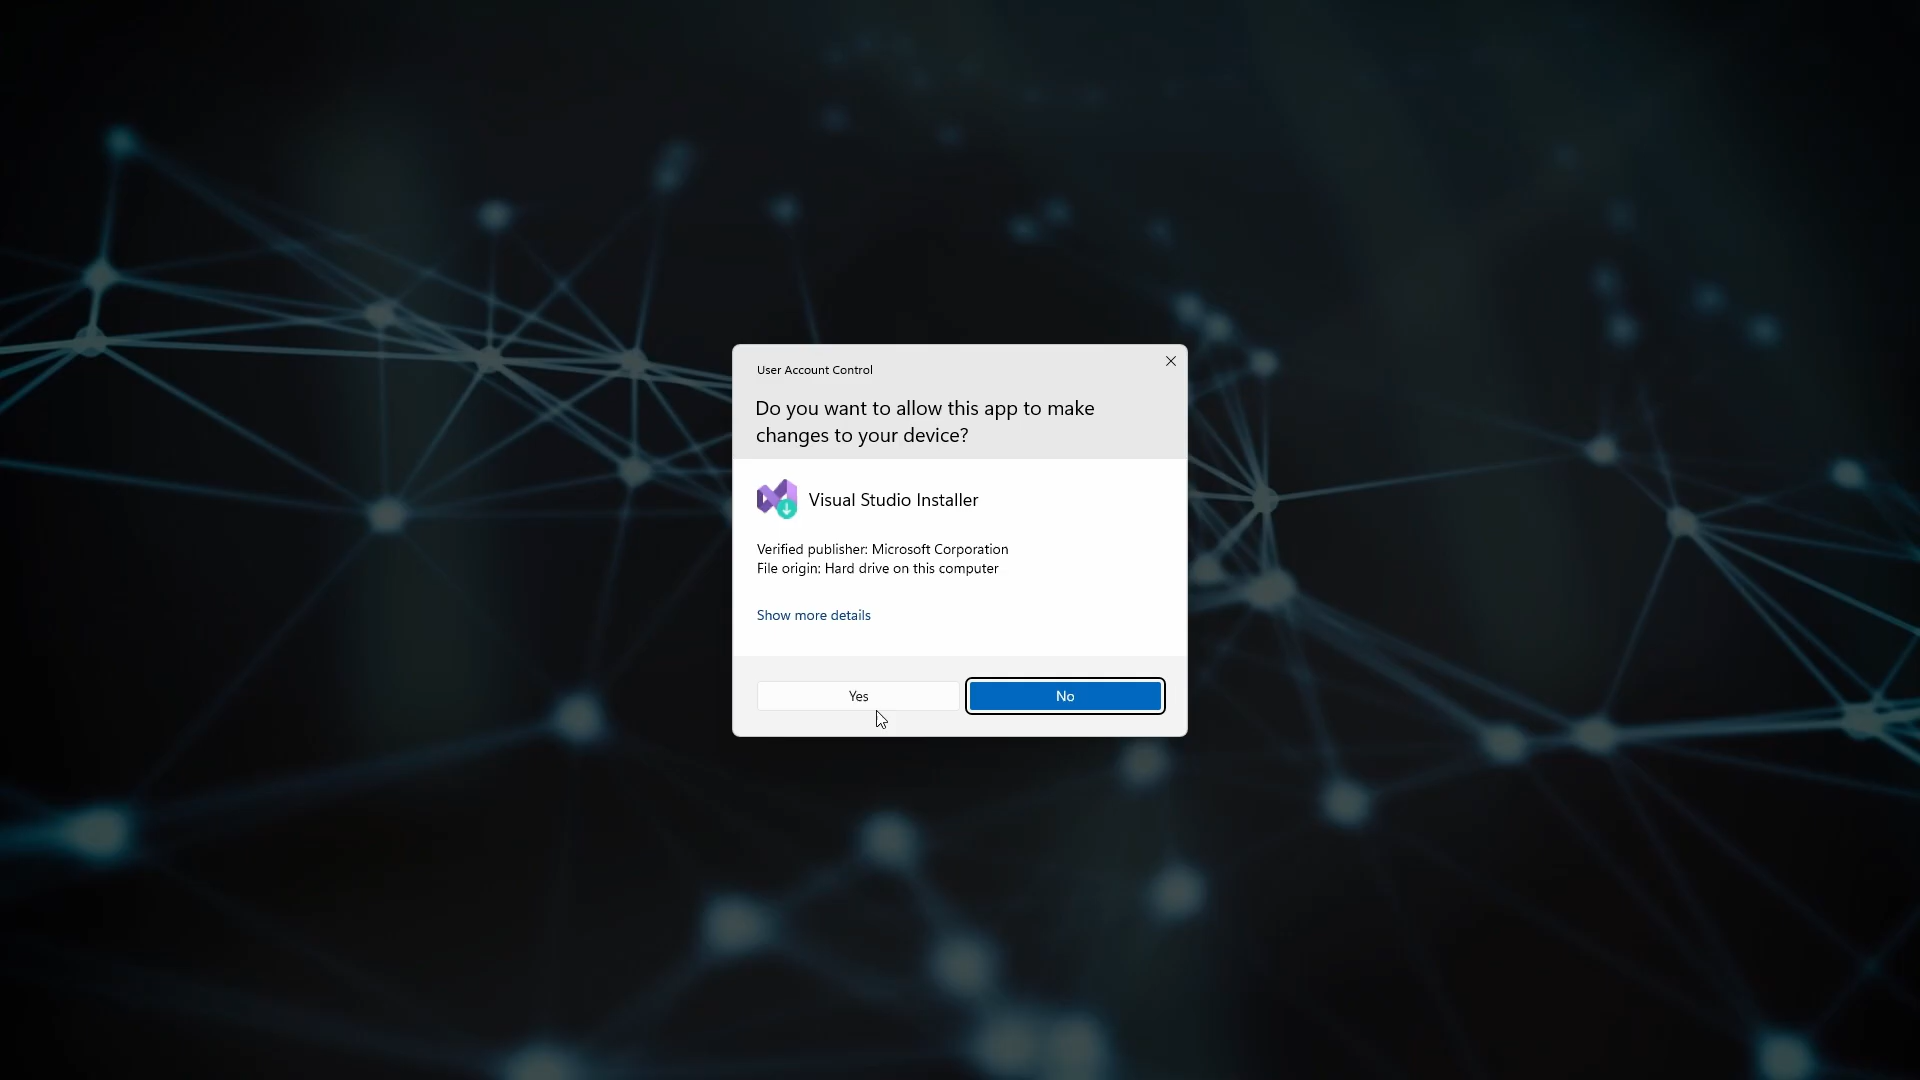 User Account Control
Do you want to allow this app to make
changes to your device?
Visual Studio Installer
Verified publisher: Microsoft Corporation
File origin: Hard drive on this computer
Show more details
Yes
No